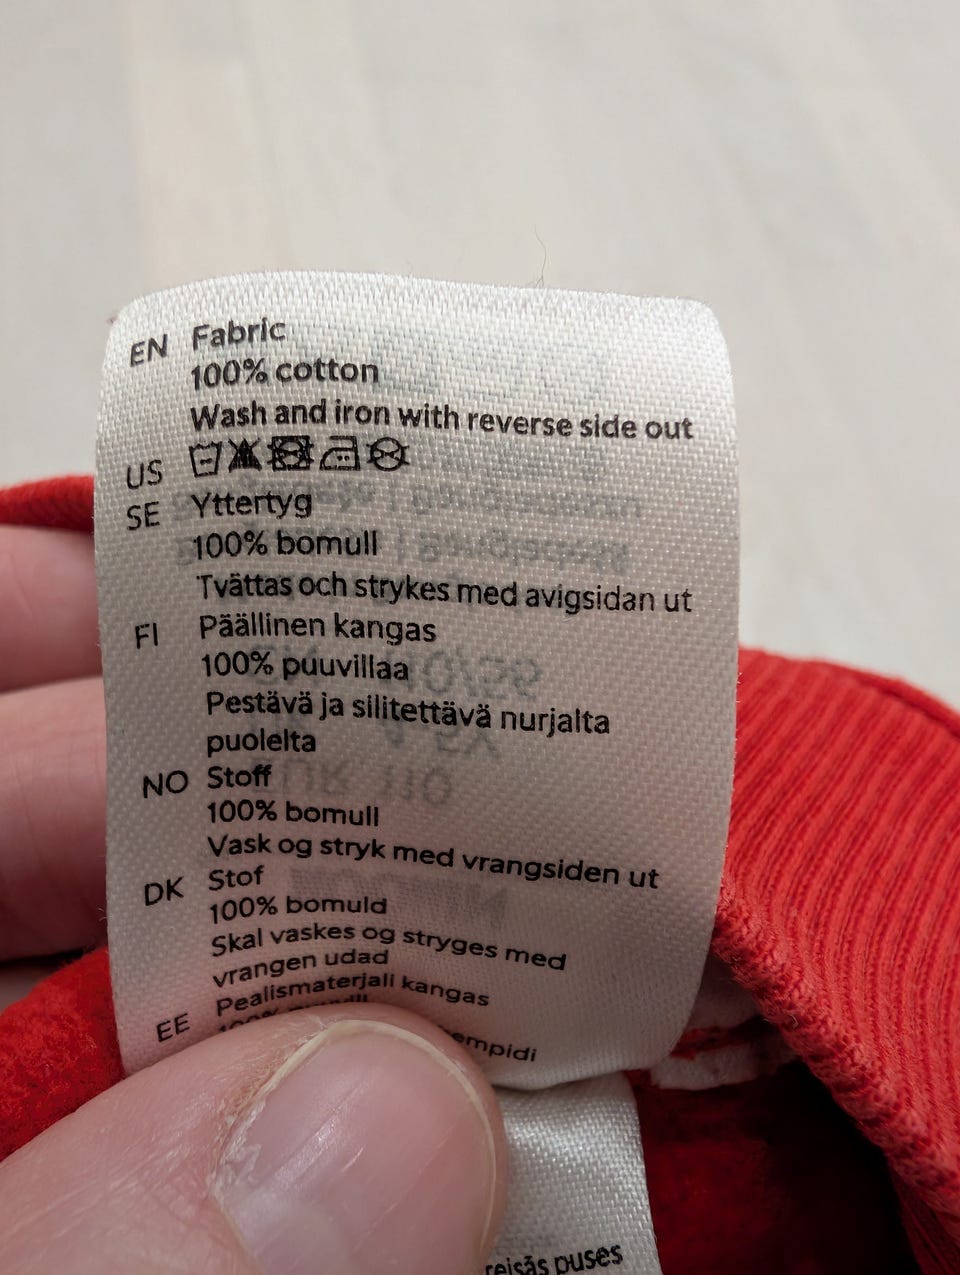 EN Fabric
100% cotton
Wash and iron with reverse side out
US
SE Yttertyg
100% bomull
Tvättas och strykes med avigsidan ut
FI Päällinen kangas
100% puuvillaa
Pestävä ja silitettävä nurjalta
puolelta
NO Stoff
100% bomull
Vask og stryk med vrangsiden ut
DK Stof
100% bomuld
Skal vaskes og stryges med
vrangen udad
EE Pealismaterjali kangas
100%
empidi
reisās puses